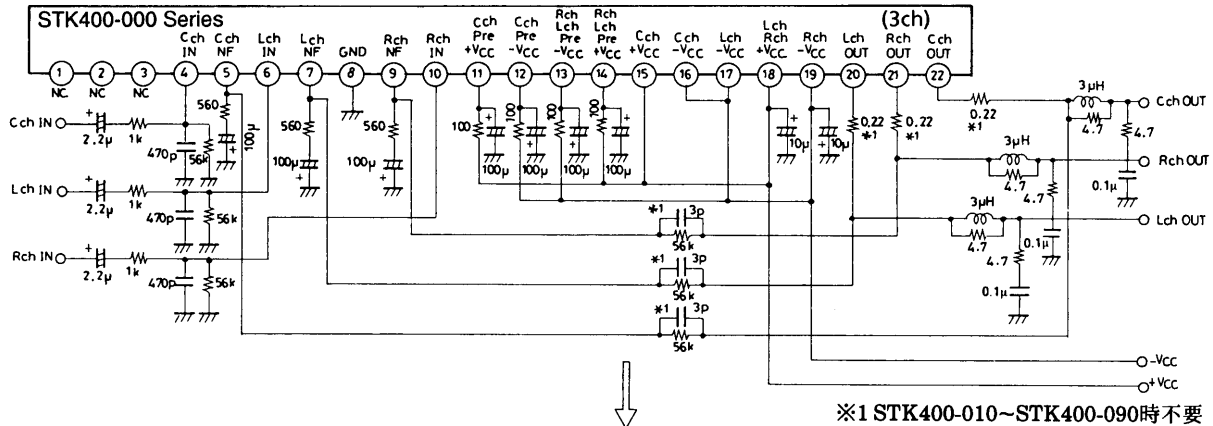 STK400-000 Series
(3ch)
Cch IN
Cch NF
Lch IN
Lch NF
GND
Rch NF
Rch IN
Cch Pre +VCC
Cch Pre -VCC
Rch Lch Pre -VCC
Rch Lch Pre +VCC
Cch +VCC
Cch -VCC
Lch -VCC
Lch Rch +VCC
Rch -VCC
Lch OUT
Rch OUT
Cch OUT
1 2 3 4 5 6 7 8 9 10 11 12 13 14 15 16 17 18 19 20 21 22
NC NC NC
Cch IN
+
2.2μ
1k
470p
56k
560
100μ
+
560
100μ
+
560
100μ
+
100
+
100μ
100
+
100μ
100
+
100μ
100
+
100μ
+
10μ
+
10μ
0.22
※1
0.22
※1
0.22
※1
3μH
4.7
4.7
0.1μ
Cch OUT
3μH
4.7
4.7
0.1μ
Rch OUT
3μH
4.7
4.7
0.1μ
Lch OUT
Lch IN
+
2.2μ
1k
470p
56k
Rch IN
+
2.2μ
1k
470p
56k
※1 3p
56k
※1 3p
56k
※1 3p
56k
-VCC
+VCC
※1 STK400-010~STK400-090時不要